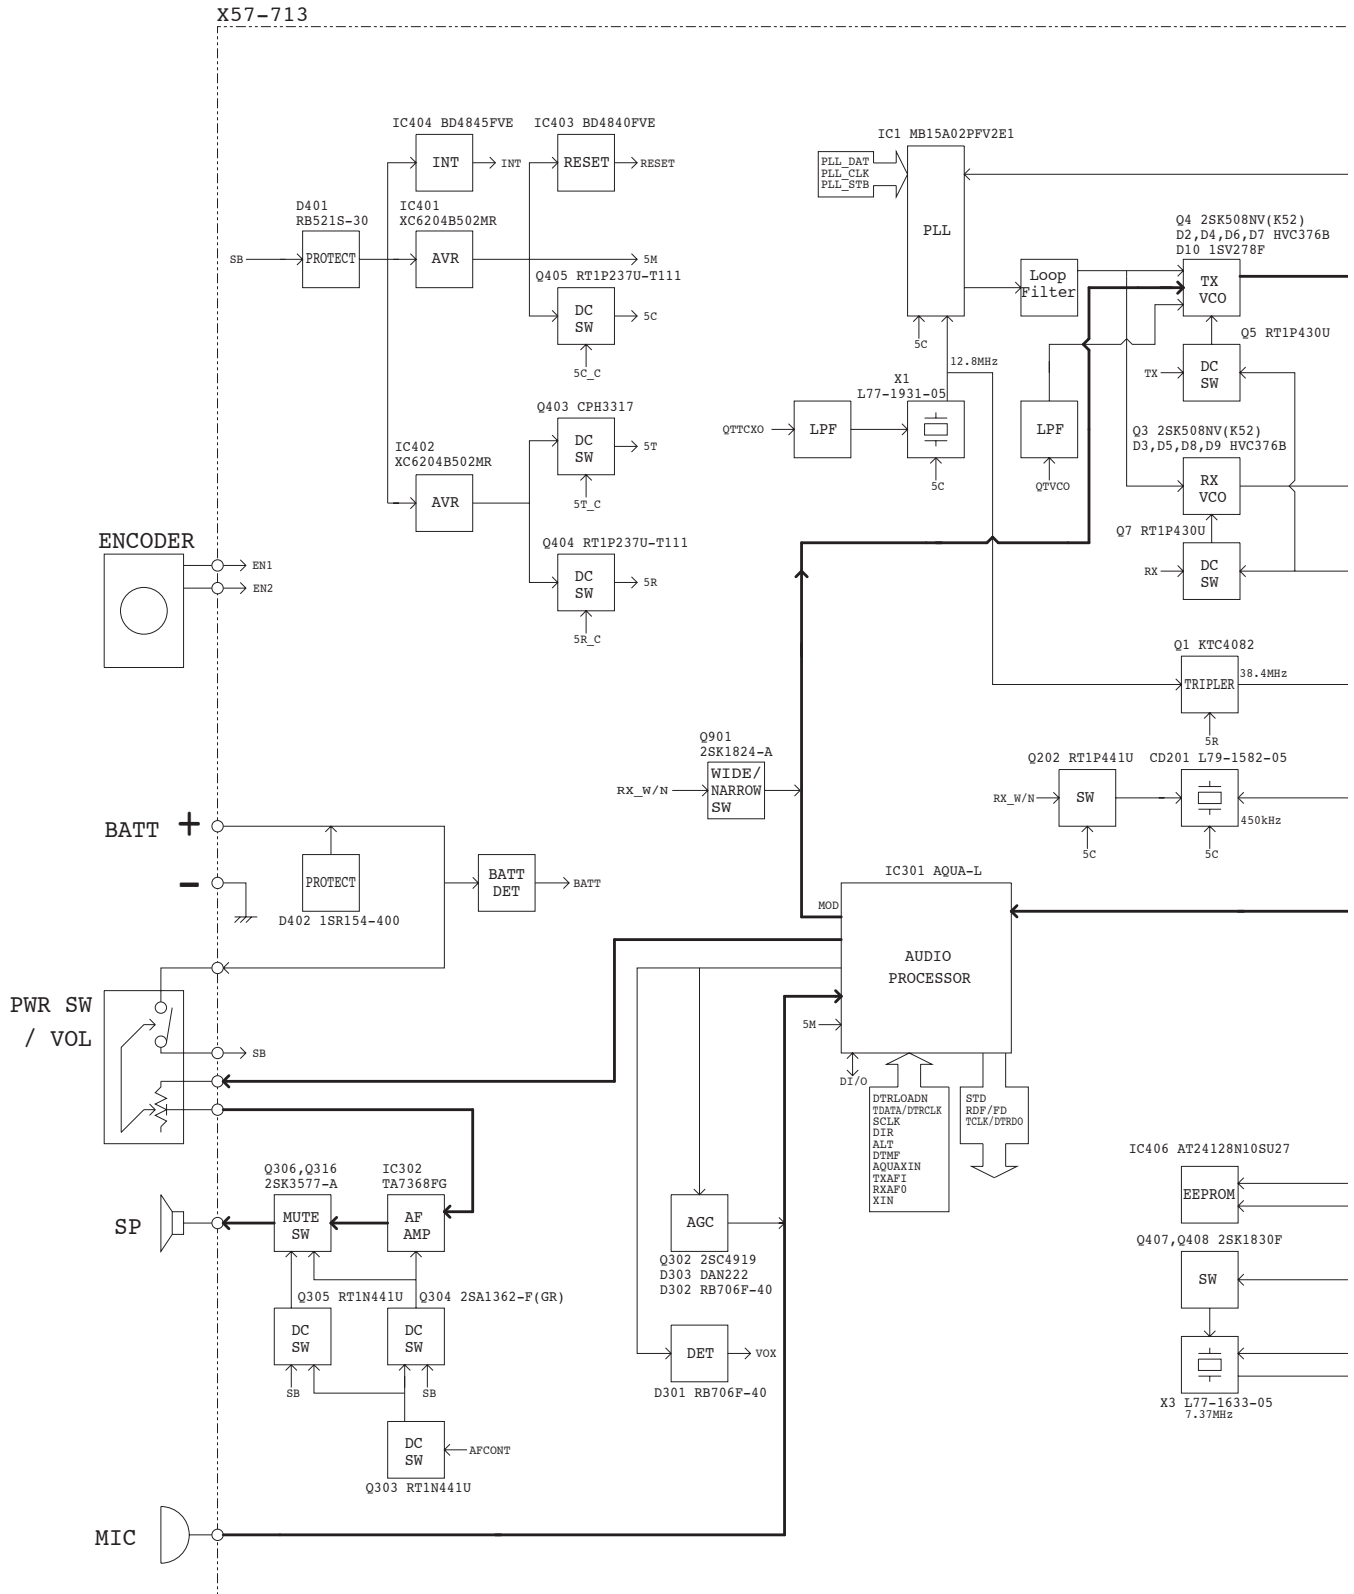 X57-713
IC404 BD4845FVE
INT
INT
IC403 BD4840FVE
RESET
RESET
D401
RB521S-30
SB
PROTECT
IC401
XC6204B502MR
AVR
5M
Q405 RT1P237U-T111
DC
SW
5C
5C_C
Q403 CPH3317
DC
SW
5T
5T_C
IC402
XC6204B502MR
AVR
Q404 RT1P237U-T111
DC
SW
5R
5R_C
ENCODER
EN1
EN2
IC1 MB15A02PFV2E1
PLL_DAT
PLL_CLK
PLL_STB
PLL
5C
12.8MHz
Loop
Filter
Q4 2SK508NV(K52)
D2,D4,D6,D7 HVC376B
D10 1SV278F
TX
VCO
Q5 RT1P430U
TX
DC
SW
X1
L77-1931-05
QTTCXO
LPF
5C
LPF
QTVCO
Q3 2SK508NV(K52)
D3,D5,D8,D9 HVC376B
RX
VCO
Q7 RT1P430U
RX
DC
SW
Q1 KTC4082
TRIPLER
38.4MHz
5R
Q901
2SK1824-A
RX_W/N
WIDE/
NARROW
SW
Q202 RT1P441U
RX_W/N
SW
5C
CD201 L79-1582-05
450kHz
5C
BATT +
-
PROTECT
D402 1SR154-400
BATT
DET
BATT
PWR SW
/ VOL
SB
IC301 AQUA-L
MOD
AUDIO
PROCESSOR
5M
DI/O
DTRLOADN
TDATA/DTRCLK
SCLK
DIR
ALT
DTMF
AQUAXIN
TXAFI
RXAFO
XIN
STD
RDF/FD
TCLK/DTRDO
SP
Q306,Q316
2SK3577-A
MUTE
SW
IC302
TA7368FG
AF
AMP
Q305 RT1N441U
DC
SW
SB
Q304 2SA1362-F(GR)
DC
SW
SB
DC
SW
AFCONT
Q303 RT1N441U
AGC
Q302 2SC4919
D303 DAN222
D302 RB706F-40
DET
VOX
D301 RB706F-40
IC406 AT24128N10SU27
EEPROM
Q407,Q408 2SK1830F
SW
X3 L77-1633-05
7.37MHz
MIC